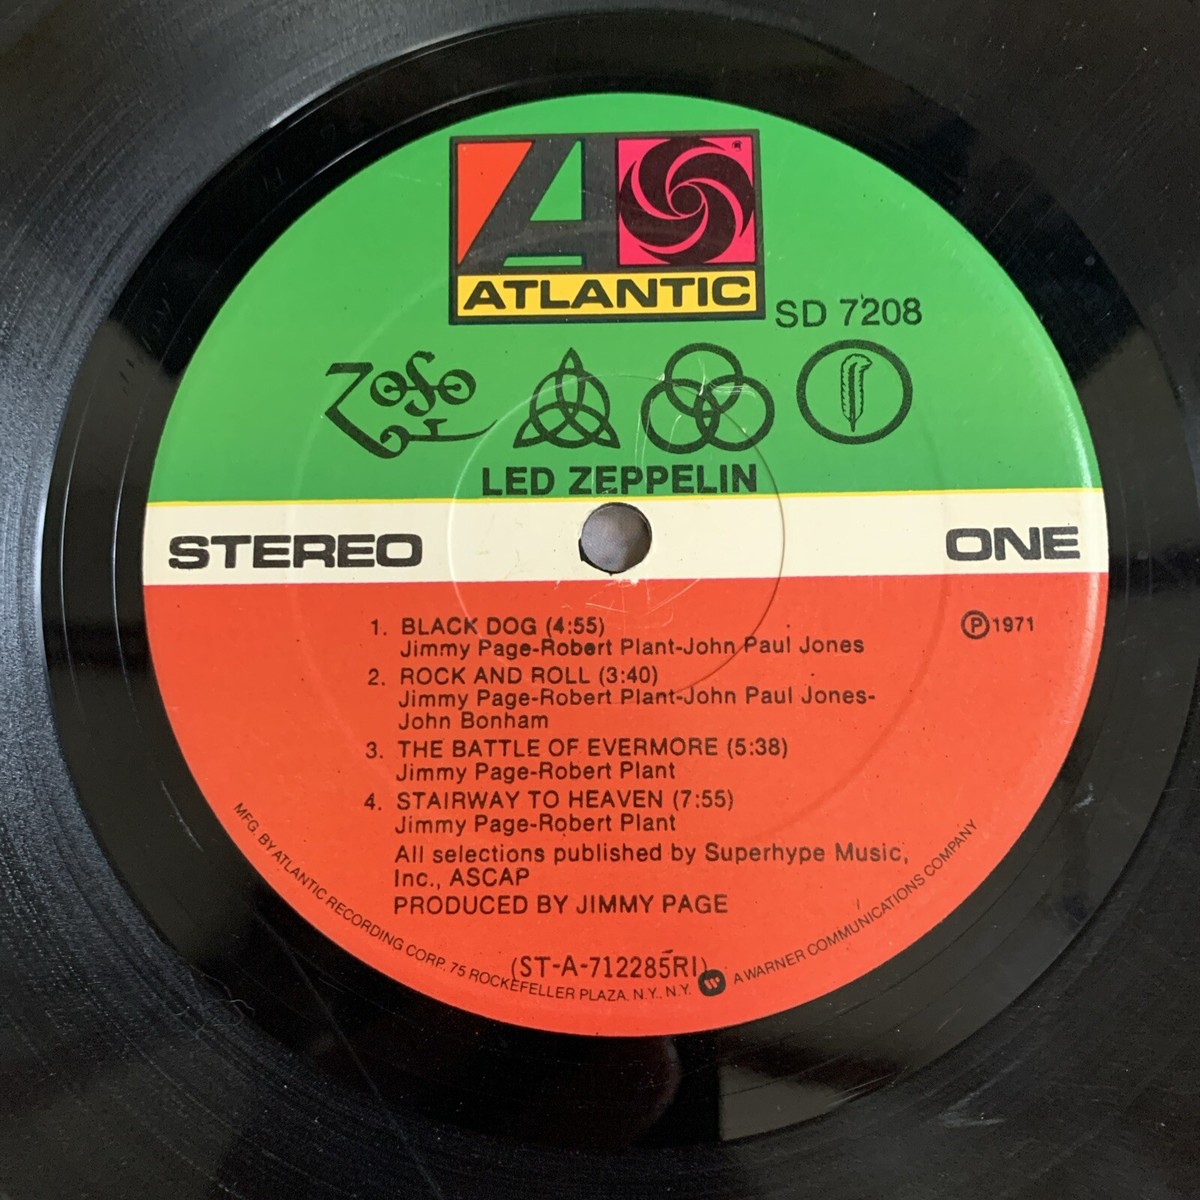 ATLANTIC
®
SD 7208
ZoSo
LED ZEPPELIN
STEREO
ONE
Ⓟ1971
1. BLACK DOG (4:55)
Jimmy Page-Robert Plant-John Paul Jones
2. ROCK AND ROLL (3:40)
Jimmy Page-Robert Plant-John Paul Jones-
John Bonham
3. THE BATTLE OF EVERMORE (5:38)
Jimmy Page-Robert Plant
4. STAIRWAY TO HEAVEN (7:55)
Jimmy Page-Robert Plant
All selections published by Superhype Music,
Inc., ASCAP
PRODUCED BY JIMMY PAGE
(ST-A-712285RI)
MFG. BY ATLANTIC RECORDING CORP. 75 ROCKEFELLER PLAZA. N.Y., N.Y. A WARNER COMMUNICATIONS COMPANY